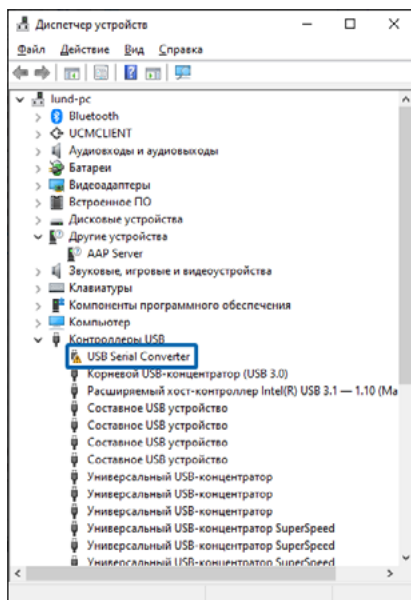 Диспетчер устройств
Файл Действие Вид Справка
lund-pc
Bluetooth
UCMCLIENT
Аудиовходы и аудиовыходы
Батареи
Видеоадаптеры
Встроенное ПО
Дисковые устройства
Другие устройства
AAP Server
Звуковые, игровые и видеоустройства
Клавиатуры
Компоненты программного обеспечения
Компьютер
Контроллеры USB
USB Serial Converter
Корневой USB-концентратор (USB 3.0)
Расширяемый хост-контроллер Intel(R) USB 3.1 — 1.10 (Ma
Составное USB устройство
Составное USB устройство
Составное USB устройство
Составное USB устройство
Универсальный USB-концентратор
Универсальный USB-концентратор
Универсальный USB-концентратор
Универсальный USB-концентратор SuperSpeed
Универсальный USB-концентратор SuperSpeed
Универсальный USB-концентратор SuperSpeed